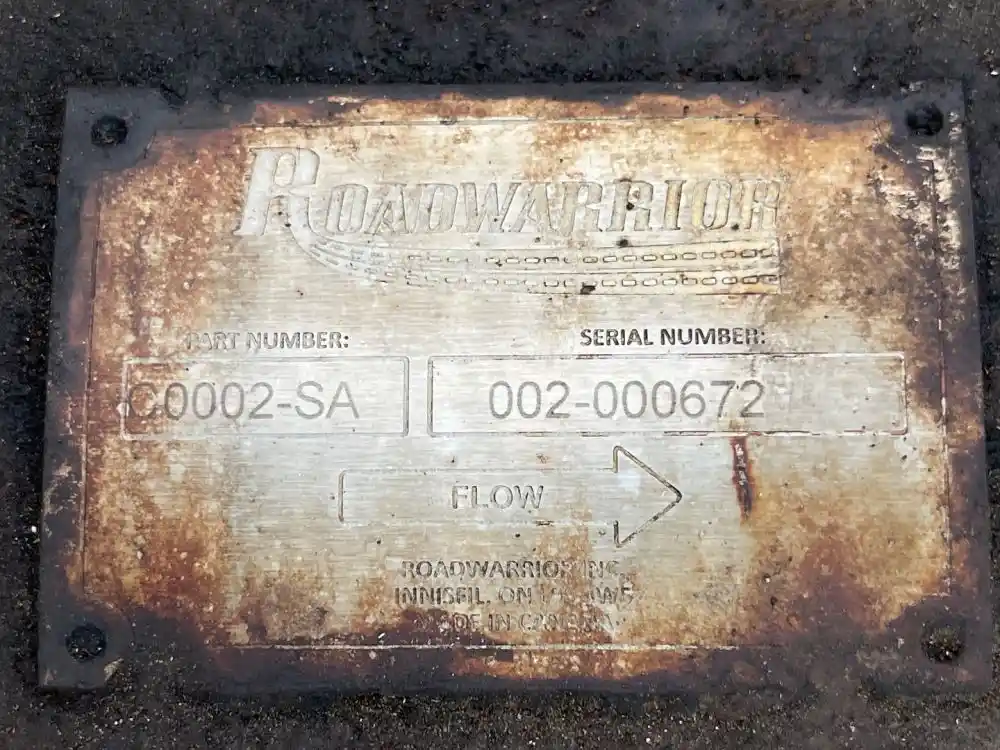 ROADWARRIOR
PART NUMBER:
SERIAL NUMBER:
C0002-SA
002-000672
FLOW
ROADWARRIOR INC.
INNISFIL. ON
MADE IN CANADA